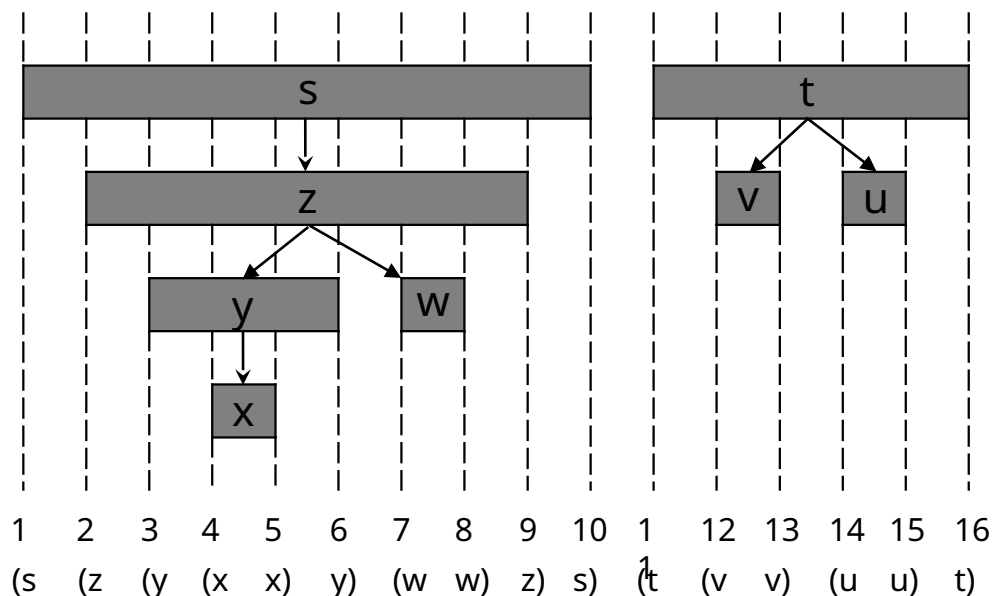 s
t
z
v
u
y
w
x
1 2 3 4 5 6 7 8 9 10 11 12 13 14 15 16
(s (z (y (x x) y) (w w) z) s) (t (v v) (u u) t)